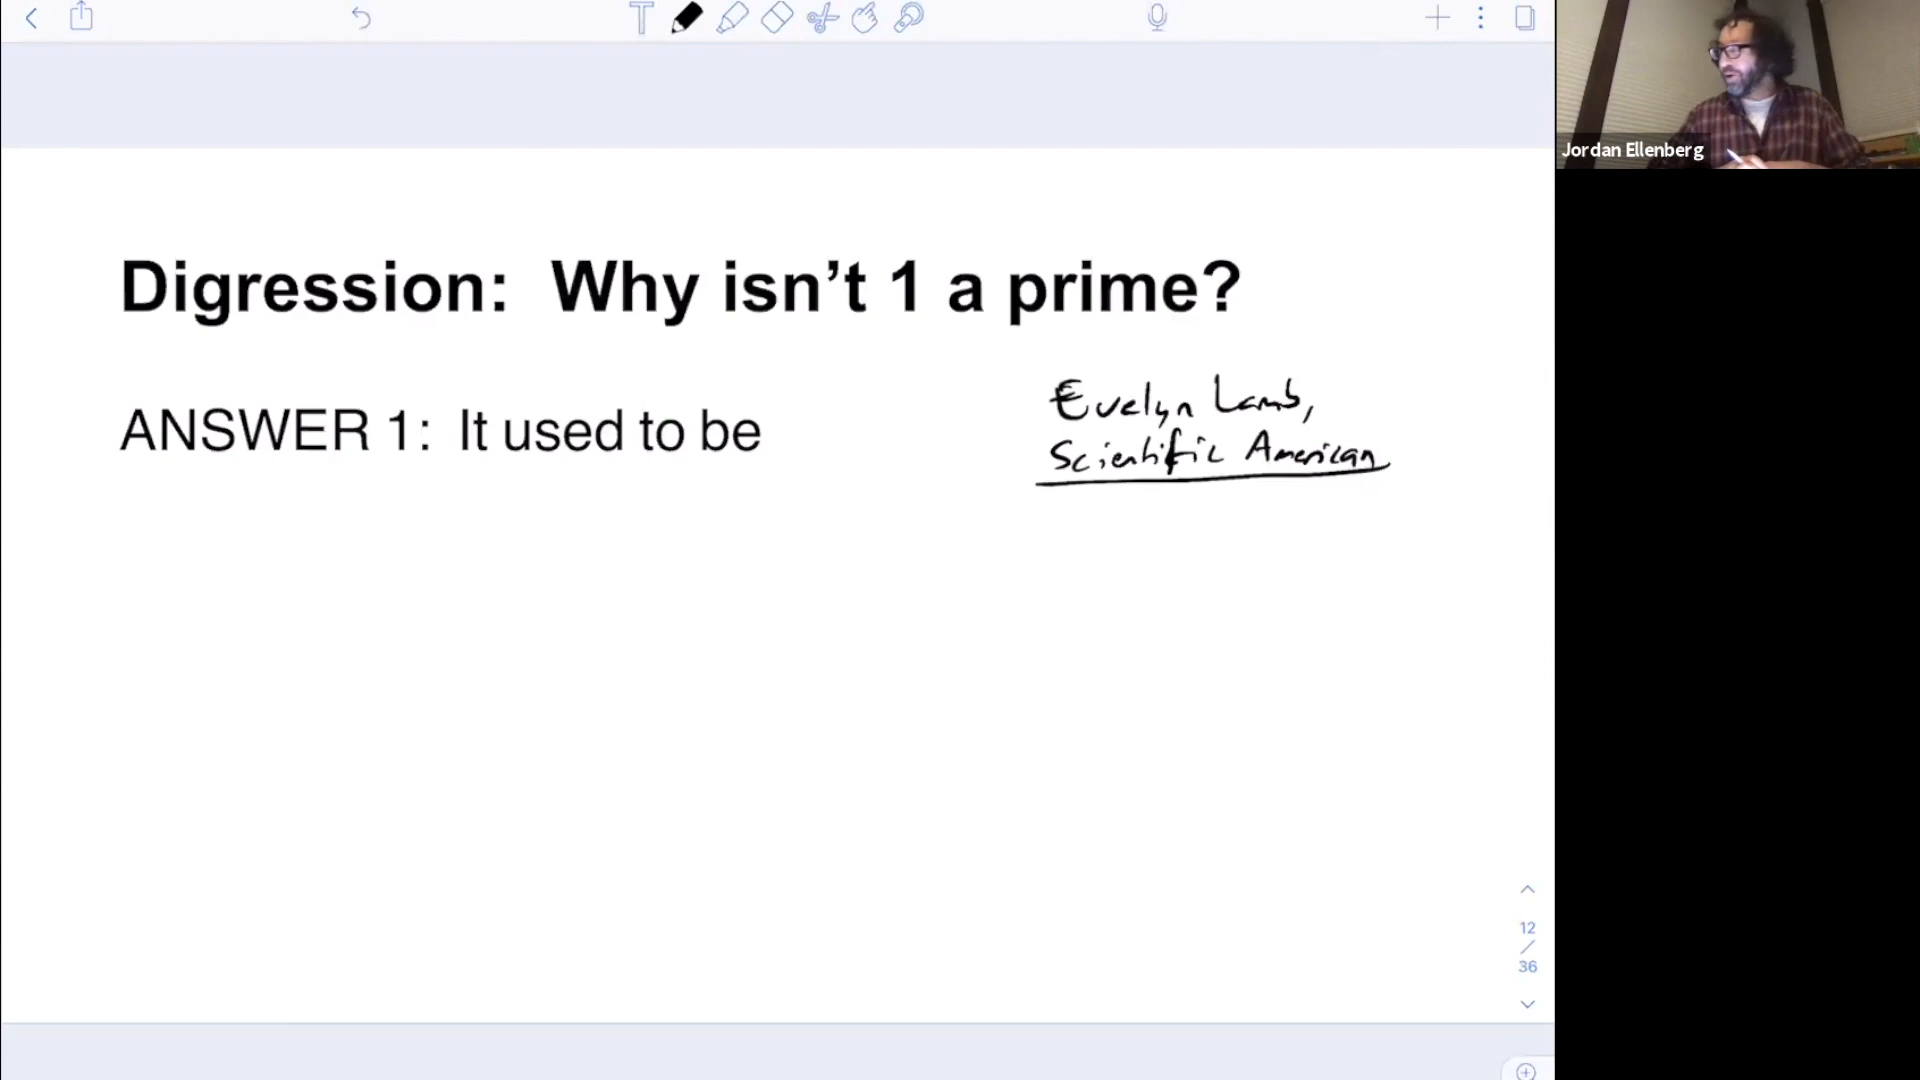 Jordan Ellenberg
Digression: Why isn’t 1 a prime?
ANSWER 1: It used to be
Evelyn Lamb,
Scientific American
12
/
36